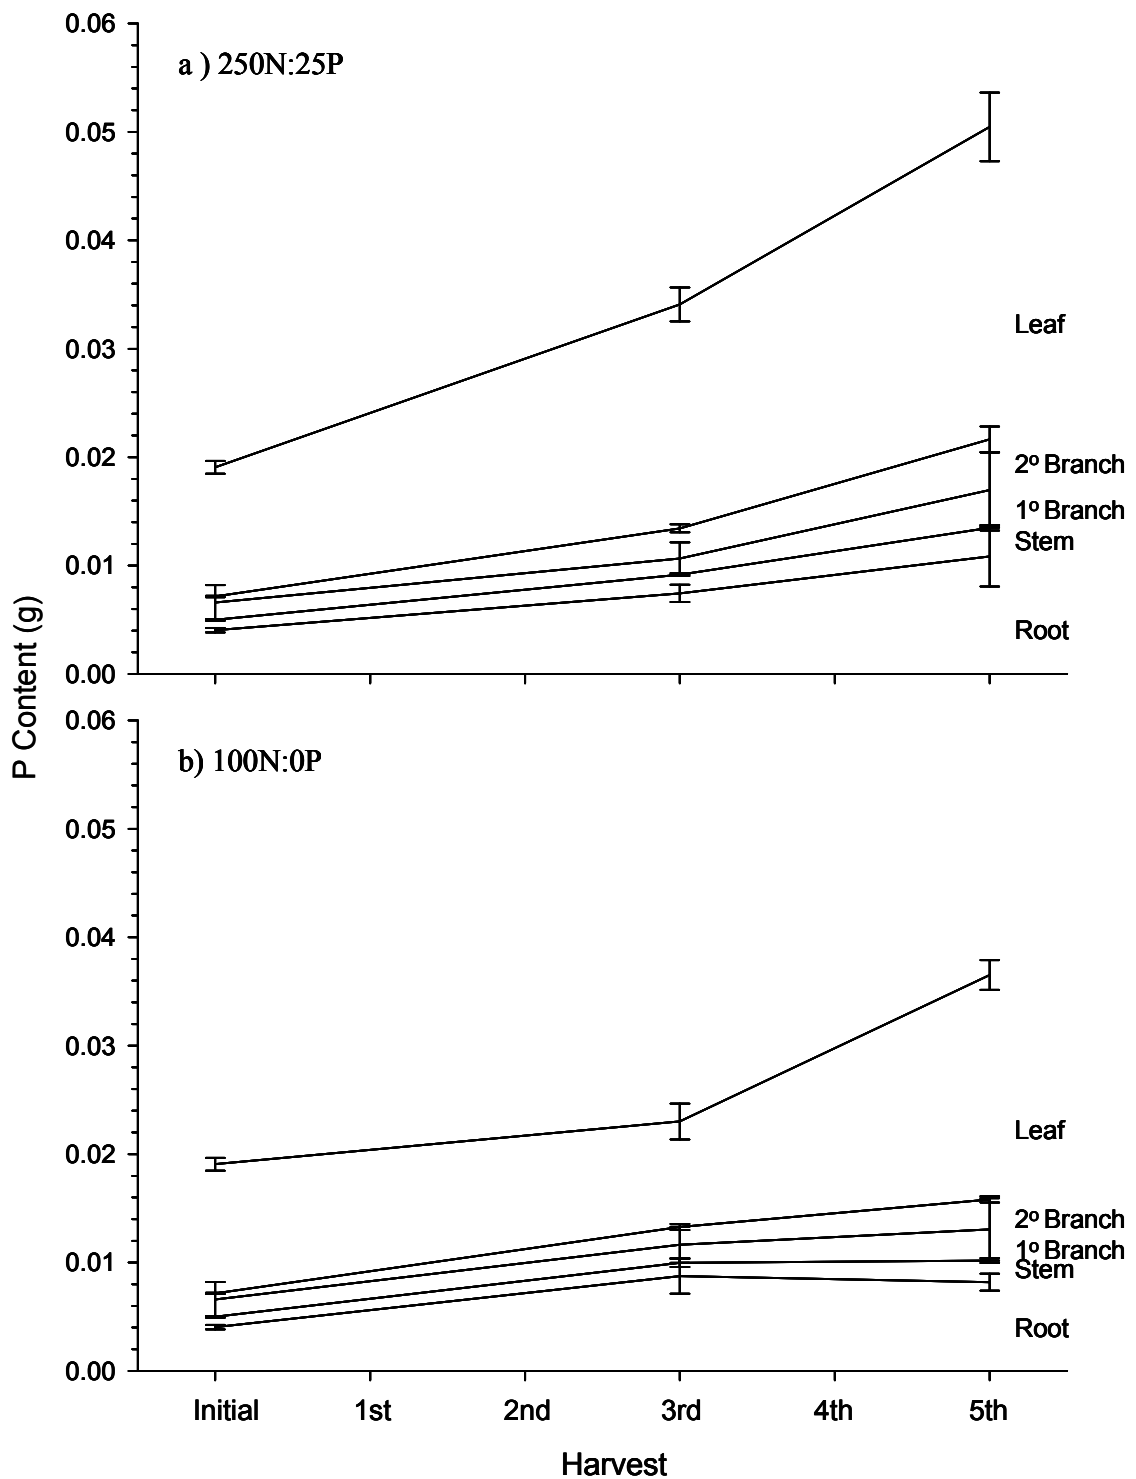 0.06
a ) 250N:25P
0.05
0.04
Leaf
0.03
0.02
2º Branch
1º Branch
Stem
0.01
Root
0.00
P Content (g)
0.06
b) 100N:0P
0.05
0.04
0.03
Leaf
0.02
2º Branch
1º Branch
Stem
0.01
Root
0.00
Initial 1st 2nd 3rd 4th 5th
Harvest